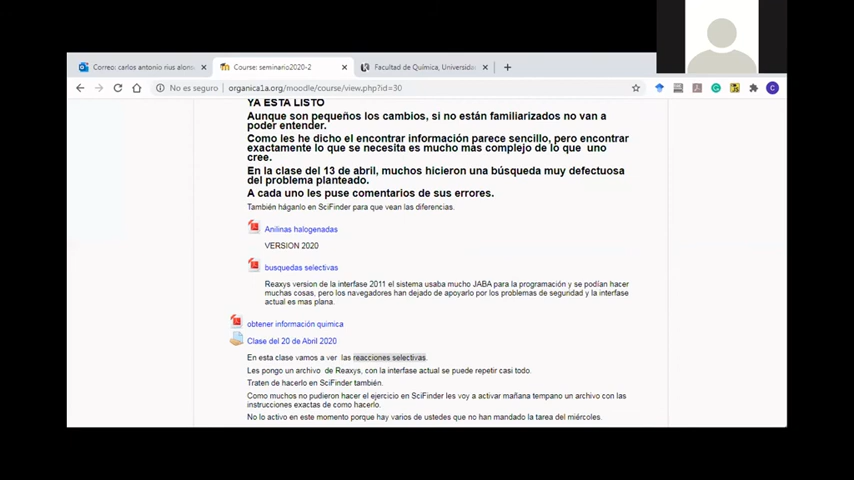 Correo: carlos antonio rius alons
Course: seminario2020-2
Facultad de Química, Universida
No es seguro
organica1a.org/moodle/course/view.php?id=30
YA ESTA LISTO
Aunque son pequeños los cambios, si no están familiarizados no van a
poder entender.
Como les he dicho el encontrar información parece sencillo, pero encontrar
exactamente lo que se necesita es mucho mas complejo de lo que uno
cree.
En la clase del 13 de abril, muchos hicieron una búsqueda muy defectuosa
del problema planteado.
A cada uno les puse comentarios de sus errores.
También háganlo en SciFinder para que vean las diferencias.
Anilinas halogenadas
VERSION 2020
busquedas selectivas
Reaxys version de la interfase 2011 el sistema usaba mucho JABA para la programación y se podían hacer
muchas cosas, pero los navegadores han dejado de apoyarlo por los problemas de seguridad y la interfase
actual es mas plana.
obtener información quimica
Clase del 20 de Abril 2020
En esta clase vamos a ver las reacciones selectivas.
Les pongo un archivo de Reaxys, con la interfase actual se puede repetir casi todo.
Traten de hacerlo en SciFinder también.
Como muchos no pudieron hacer el ejercicio en SciFinder les voy a activar mañana tempano un archivo con las
instrucciones exactas de como hacerlo.
No lo activo en este momento porque hay varios de ustedes que no han mandado la tarea del miércoles.